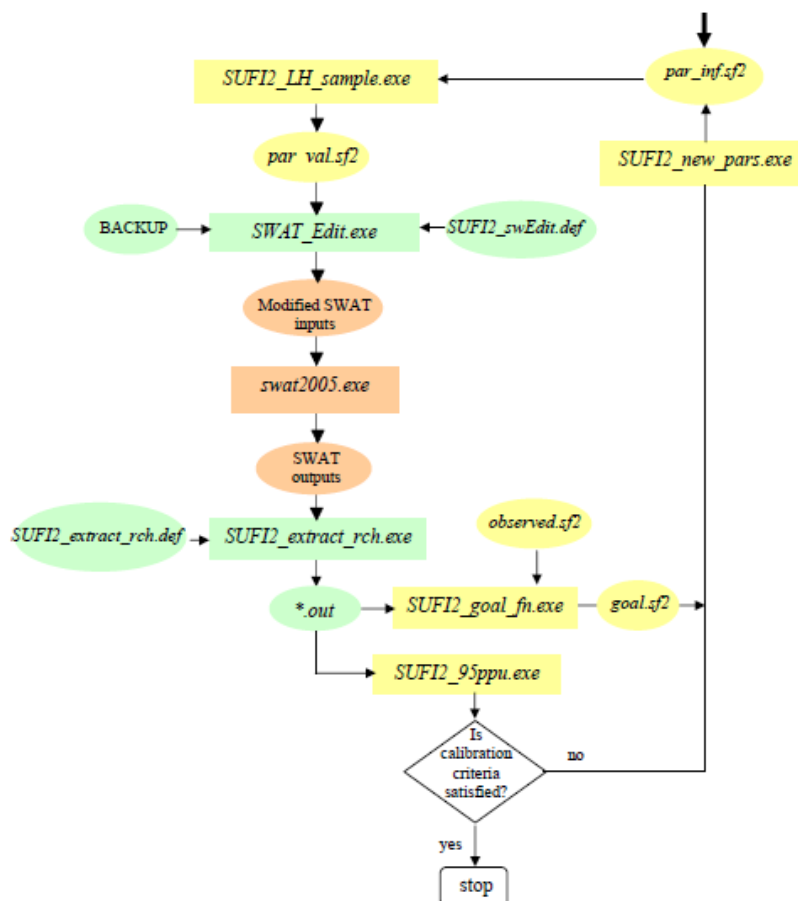 par_inf.sf2
SUFI2_LH_sample.exe
par_val.sf2
SUFI2_new_pars.exe
BACKUP
SWAT_Edit.exe
SUFI2_swEdit.def
Modified SWAT
inputs
swat2005.exe
SWAT
outputs
SUFI2_extract_rch.def
SUFI2_extract_rch.exe
observed.sf2
*.out
SUFI2_goal_fn.exe
goal.sf2
SUFI2_95ppu.exe
Is
calibration
criteria
satisfied?
no
yes
stop